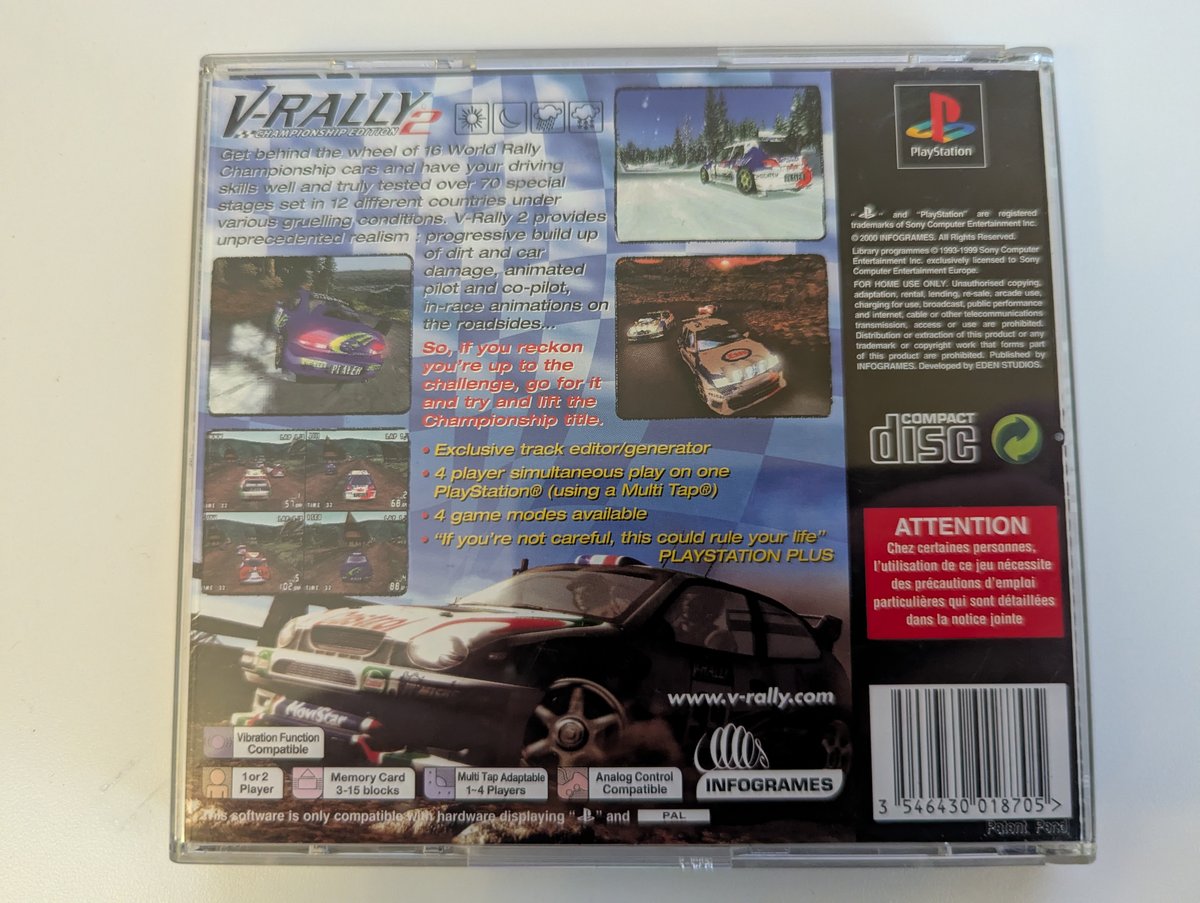 V-RALLY 2
CHAMPIONSHIP EDITION
Get behind the wheel of 16 World Rally
Championship cars and have your driving
skills well and truly tested over 70 special
stages set in 12 different countries under
various gruelling conditions. V-Rally 2 provides
unprecedented realism : progressive build up
of dirt and car
damage, animated
pilot and co-pilot,
in-race animations on
the roadsides...
So, if you reckon
you're up to the
challenge, go for it
and try and lift the
Championship title.
PLAYER
• Exclusive track editor/generator
• 4 player simultaneous play on one
PlayStation® (using a Multi Tap®)
• 4 game modes available
• "If you're not careful, this could rule your life"
PLAYSTATION PLUS
MoviStar
www.v-rally.com
INFOGRAMES
Vibration Function
Compatible
1 or 2
Player
Memory Card
3-15 blocks
Multi Tap Adaptable
1~4 Players
Analog Control
Compatible
This software is only compatible with hardware displaying " " and PAL
PlayStation
" " and "PlayStation" are registered
trademarks of Sony Computer Entertainment Inc.
© 2000 INFOGRAMES. All Rights Reserved.
Library programmes © 1993-1999 Sony Computer
Entertainment Inc. exclusively licensed to Sony
Computer Entertainment Europe.
FOR HOME USE ONLY. Unauthorised copying,
adaptation, rental, lending, re-sale, arcade use,
charging for use, broadcast, public performance
and internet, cable or other telecommunications
transmission, access or use are prohibited.
Distribution or extraction of this product or any
trademark or copyright work that forms part
of this product are prohibited. Published by
INFOGRAMES. Developed by EDEN STUDIOS.
COMPACT
disc
ATTENTION
Chez certaines personnes,
l'utilisation de ce jeu nécessite
des précautions d'emploi
particulières qui sont détaillées
dans la notice jointe
3 546430 018705 >
Patent Pend